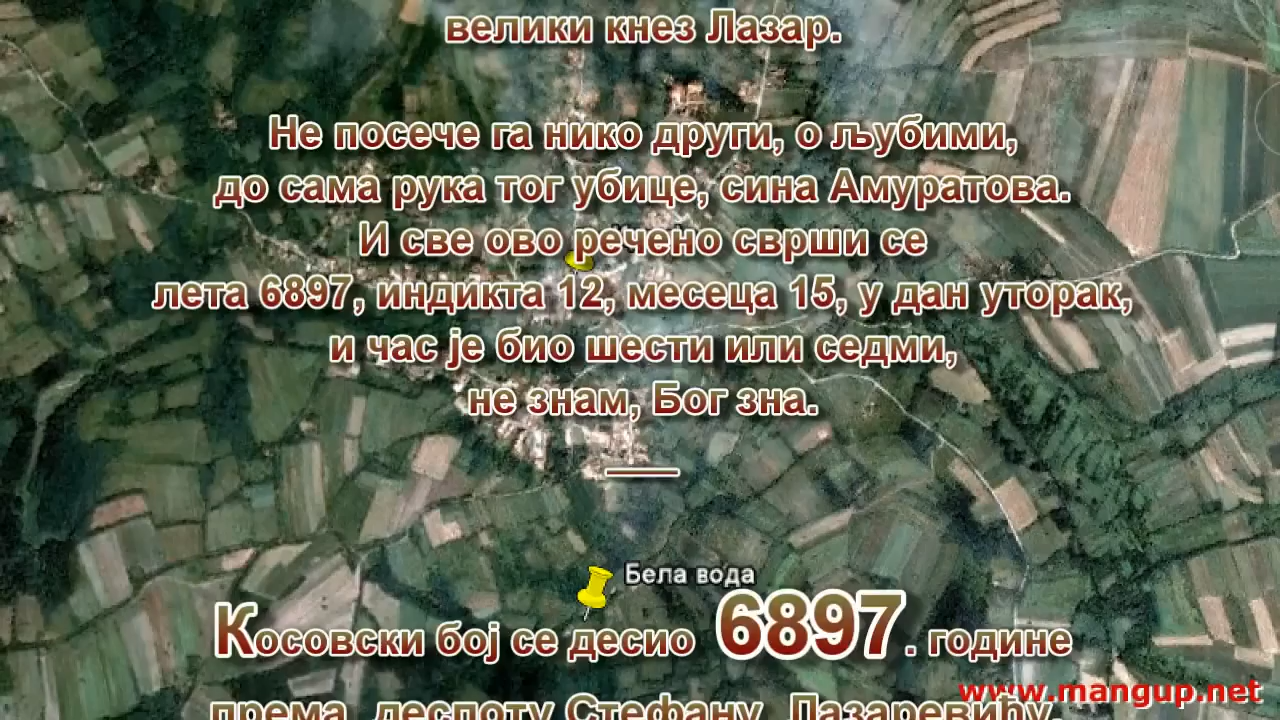 велики кнез Лазар.
Не посече га нико други, о љубими,
до сама рука тог убице, сина Амуратова.
И све ово речено сврши се
лета 6897, индикта 12, месеца 15, у дан уторак,
и час је био шести или седми,
не знам, Бог зна.
Бела вода
Косовски бој се десио 6897. године
www.mangup.net
према деспоту Стефану Лазаревићу.